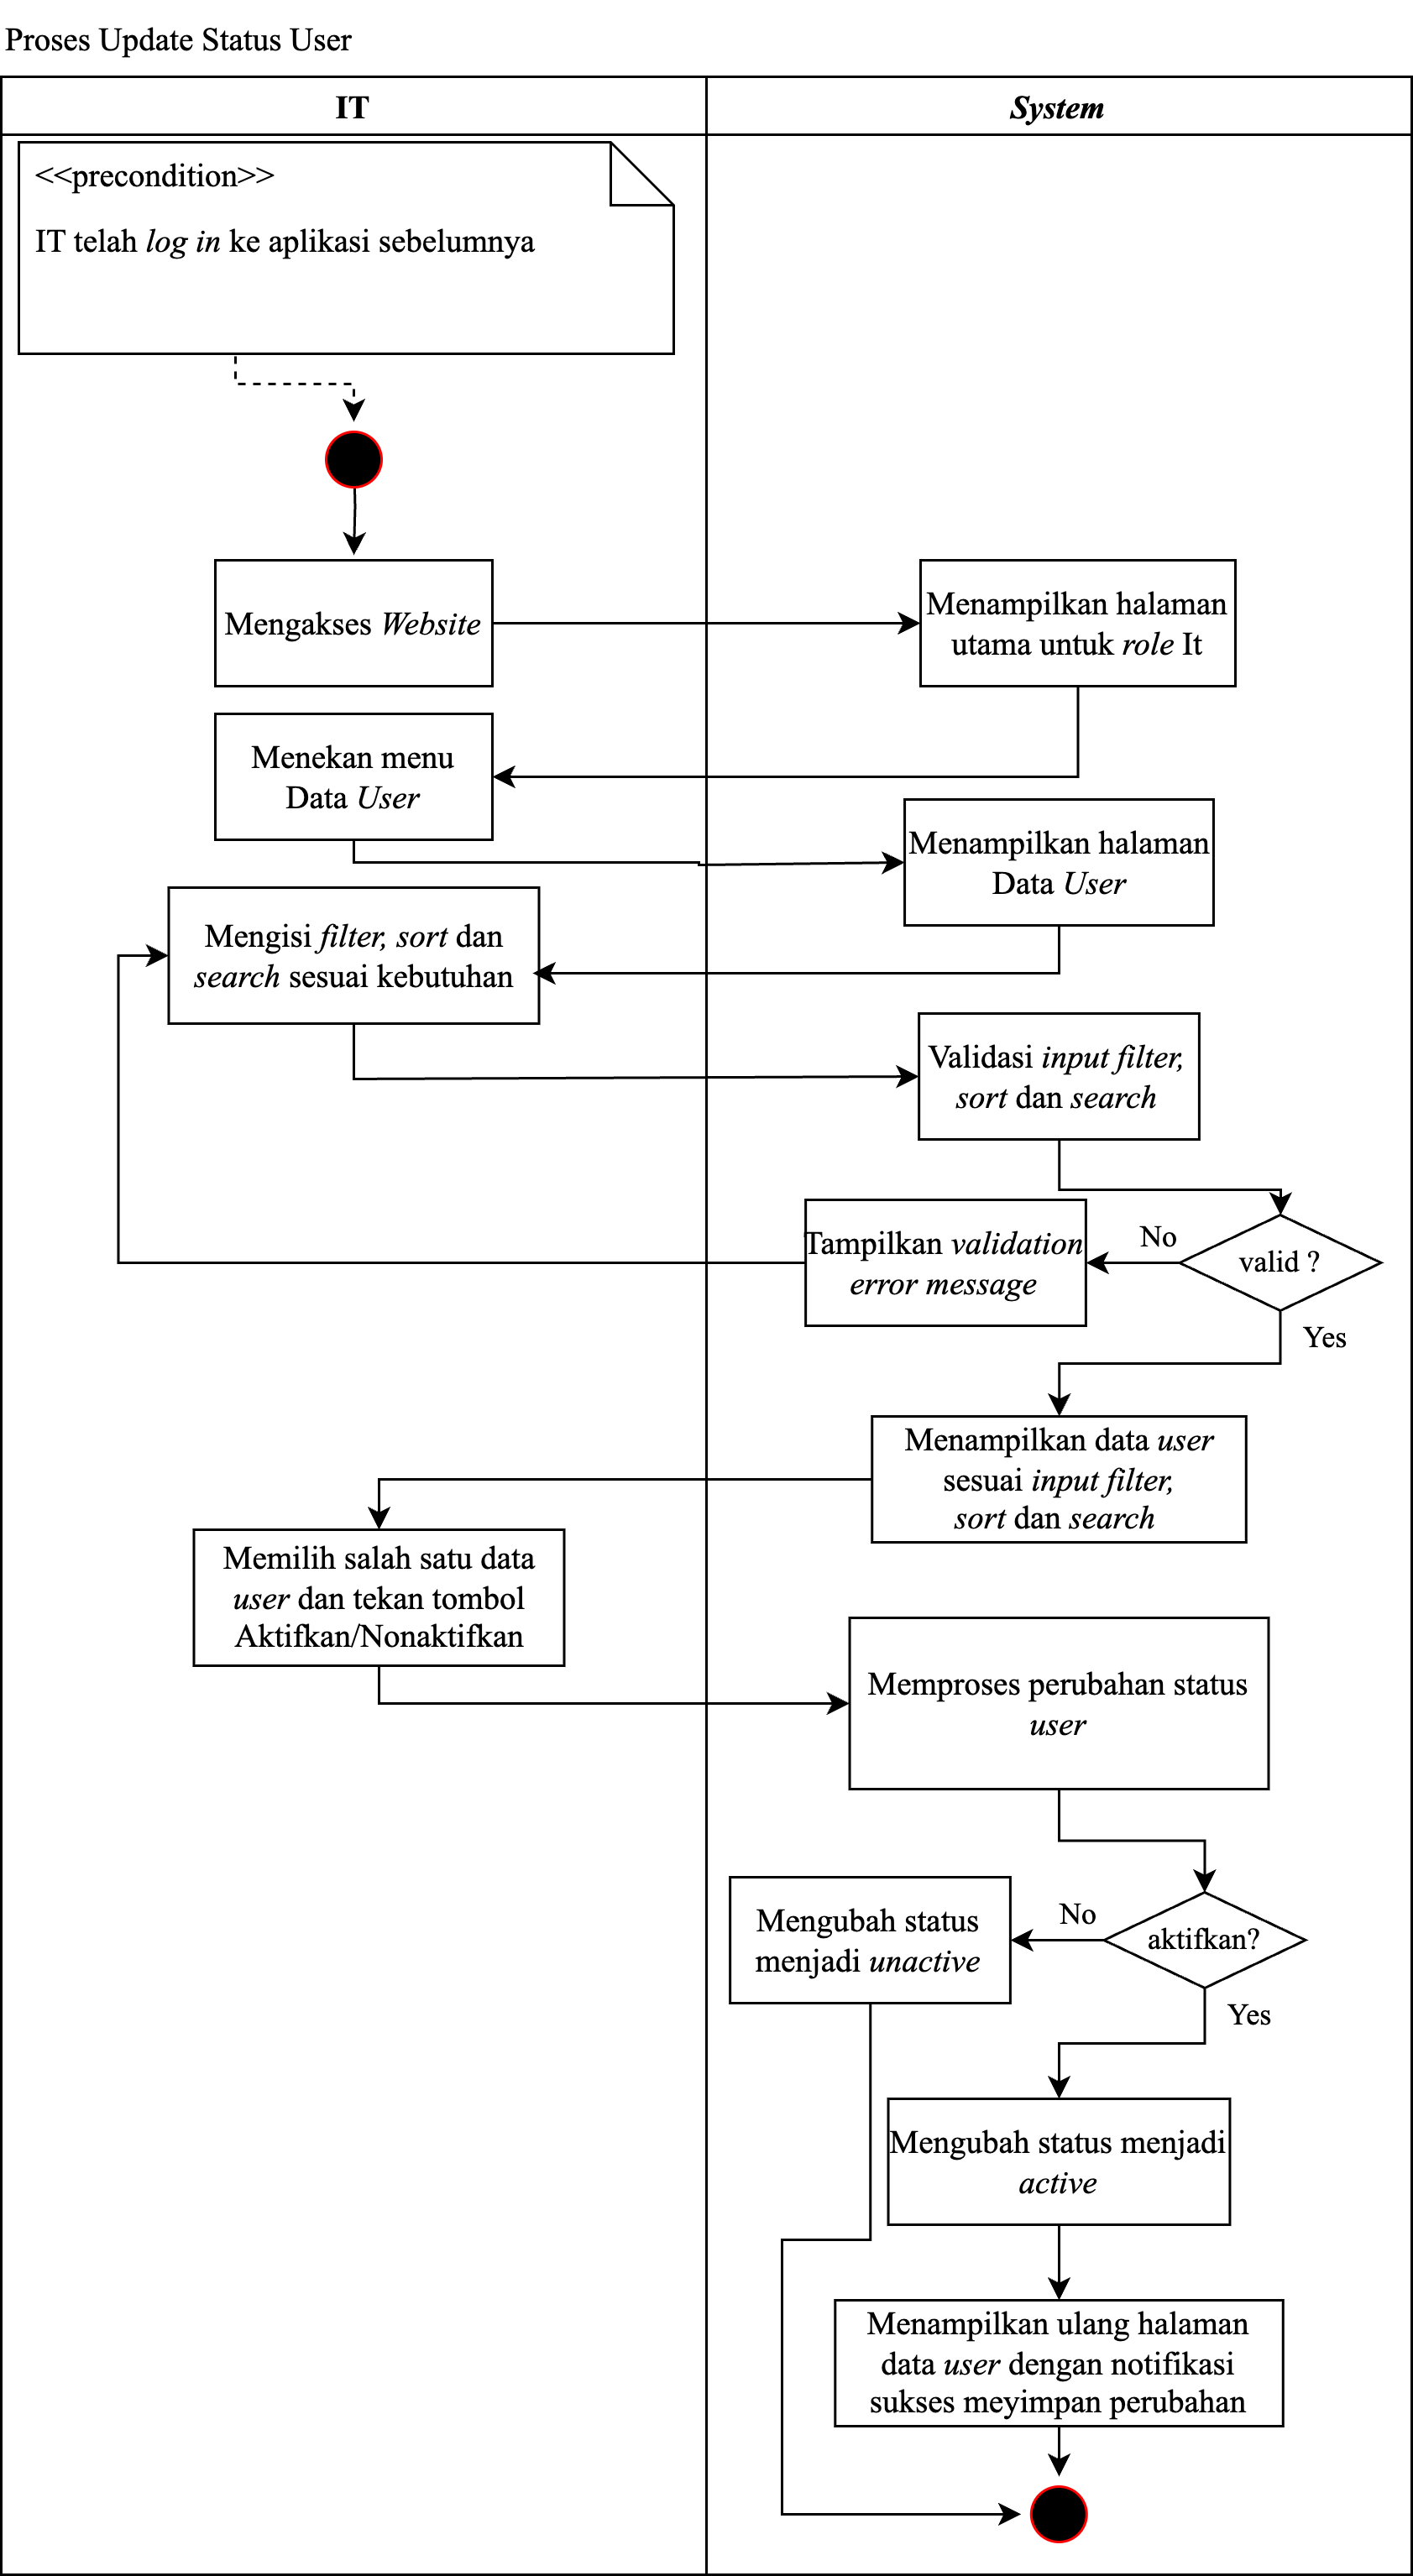 Proses Update Status User
IT
System
<<precondition>>
IT telah log in ke aplikasi sebelumnya
Mengakses Website
Menampilkan halaman
utama untuk role It
Menekan menu
Data User
Menampilkan halaman
Data User
Mengisi filter, sort dan
search sesuai kebutuhan
Validasi input filter,
sort dan search
valid ?
No
Tampilkan validation
error message
Yes
Menampilkan data user
sesuai input filter,
sort dan search
Memilih salah satu data
user dan tekan tombol
Aktifkan/Nonaktifkan
Memproses perubahan status
user
aktifkan?
No
Mengubah status
menjadi unactive
Yes
Mengubah status menjadi
active
Menampilkan ulang halaman
data user dengan notifikasi
sukses meyimpan perubahan